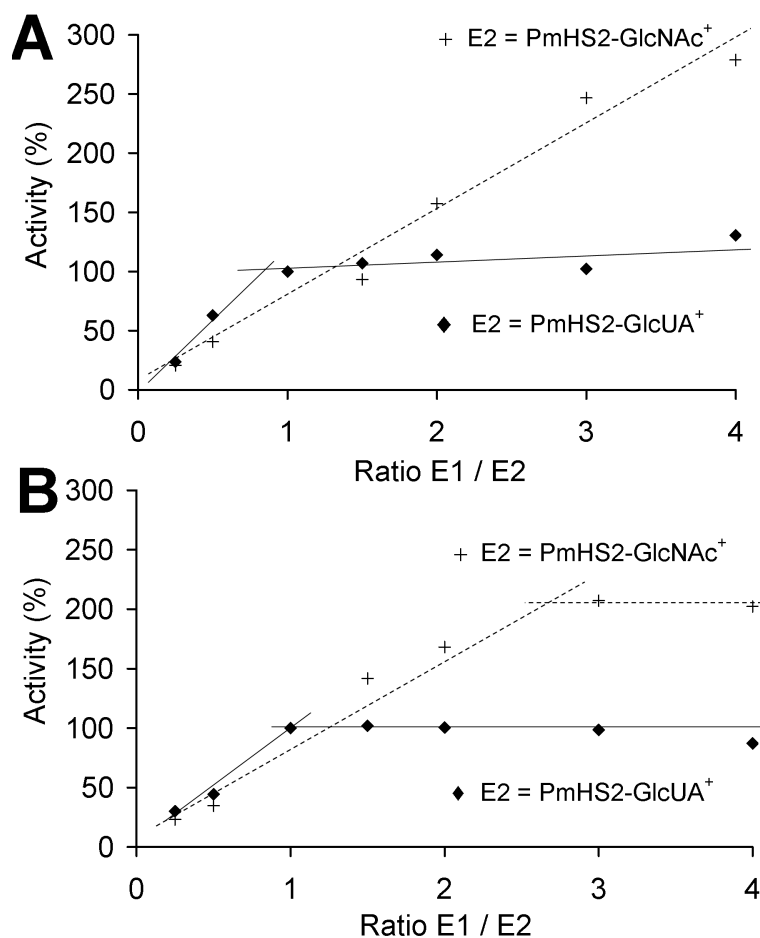 A
300
250
200
150
100
50
0
Activity (%)
+ E2 = PmHS2-GlcNAc+
◆ E2 = PmHS2-GlcUA+
0 1 2 3 4
Ratio E1 / E2
B
300
250
200
150
100
50
0
Activity (%)
+ E2 = PmHS2-GlcNAc+
◆ E2 = PmHS2-GlcUA+
0 1 2 3 4
Ratio E1 / E2